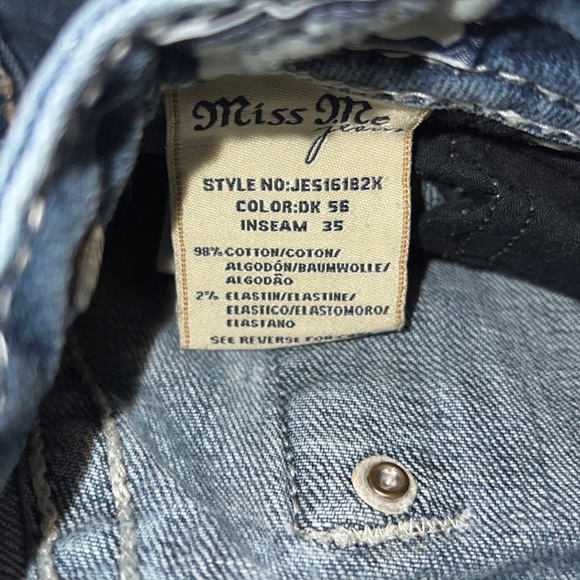 Miss Me
jeans
STYLE NO:JES16182X
COLOR:DK 56
INSEAM 35
98% COTTON/COTON/
ALGODÓN/BAUMWOLLE/
ALGODÃO
2% ELASTIN/ELASTINE/
ELASTICO/ELASTOMORO/
ELASTANO
SEE REVERSE FOR